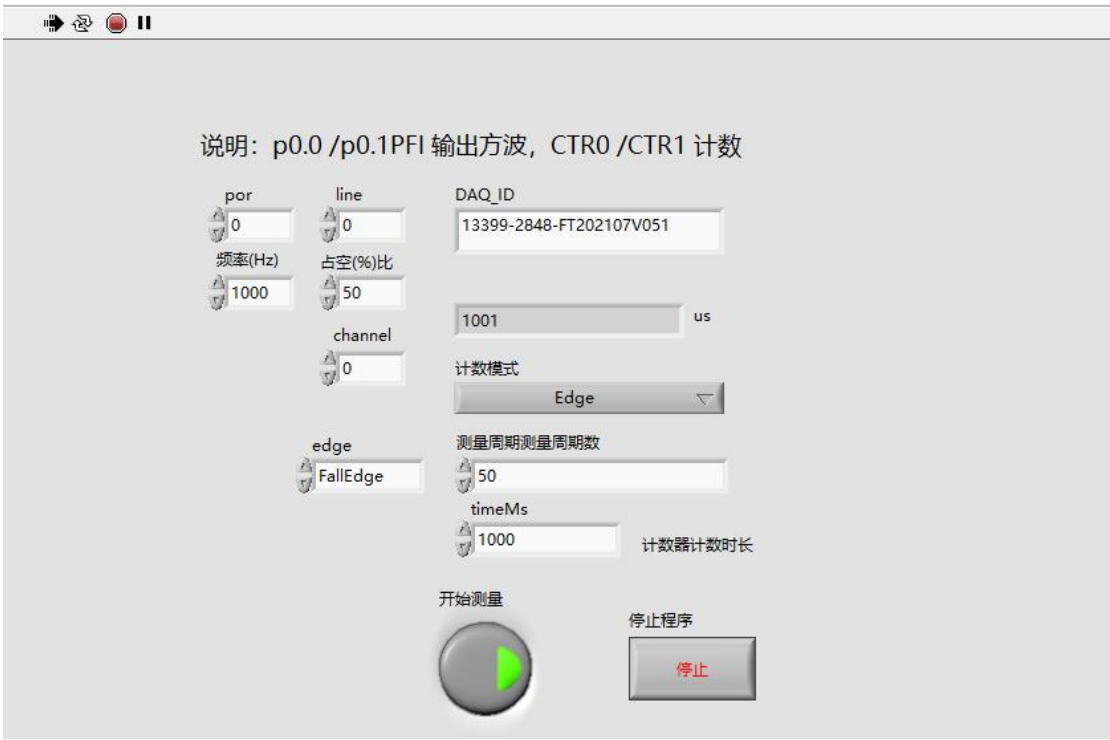 说明：p0.0 /p0.1PFI 输出方波，CTR0 /CTR1 计数
por line DAQ_ID
0 0 13399-2848-FT202107V051
频率(Hz) 占空(%)比
1000 50
1001 us
channel
0
计数模式
Edge
edge 测量周期测量周期数
FallEdge 50
timeMs
1000 计数器计数时长
开始测量
停止程序
停止